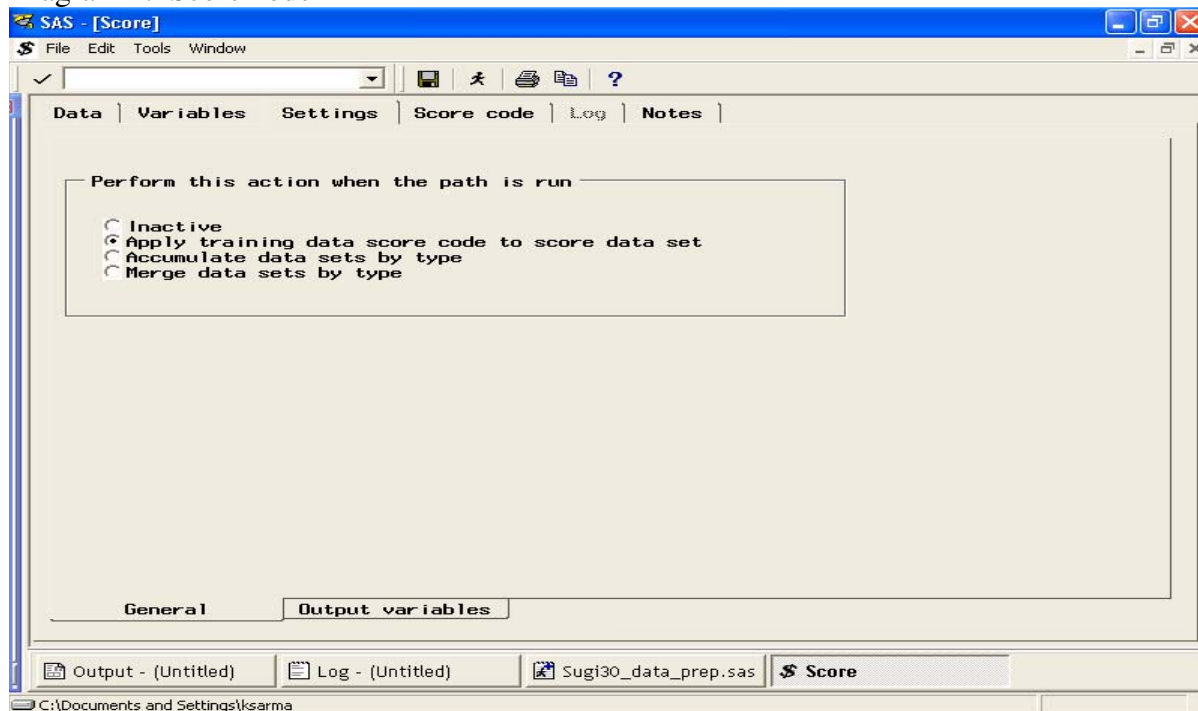 SAS - [Score]
File Edit Tools Window
?
Data Variables Settings Score code Log Notes
Perform this action when the path is run
Inactive
Apply training data score code to score data set
Accumulate data sets by type
Merge data sets by type
General Output variables
Output - (Untitled) Log - (Untitled) Sugi30_data_prep.sas Score
C:\Documents and Settings\ksarma